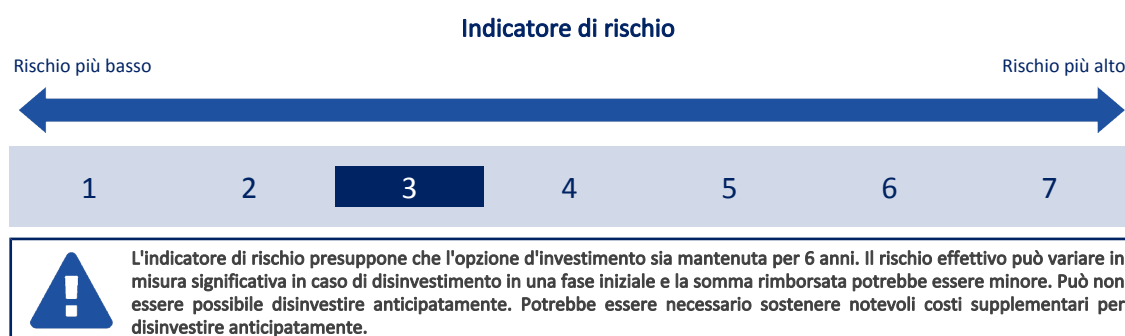 Indicatore di rischio
Rischio più basso
Rischio più alto
1 2 3 4 5 6 7
L'indicatore di rischio presuppone che l'opzione d'investimento sia mantenuta per 6 anni. Il rischio effettivo può variare in
misura significativa in caso di disinvestimento in una fase iniziale e la somma rimborsata potrebbe essere minore. Può non
essere possibile disinvestire anticipatamente. Potrebbe essere necessario sostenere notevoli costi supplementari per
disinvestire anticipatamente.